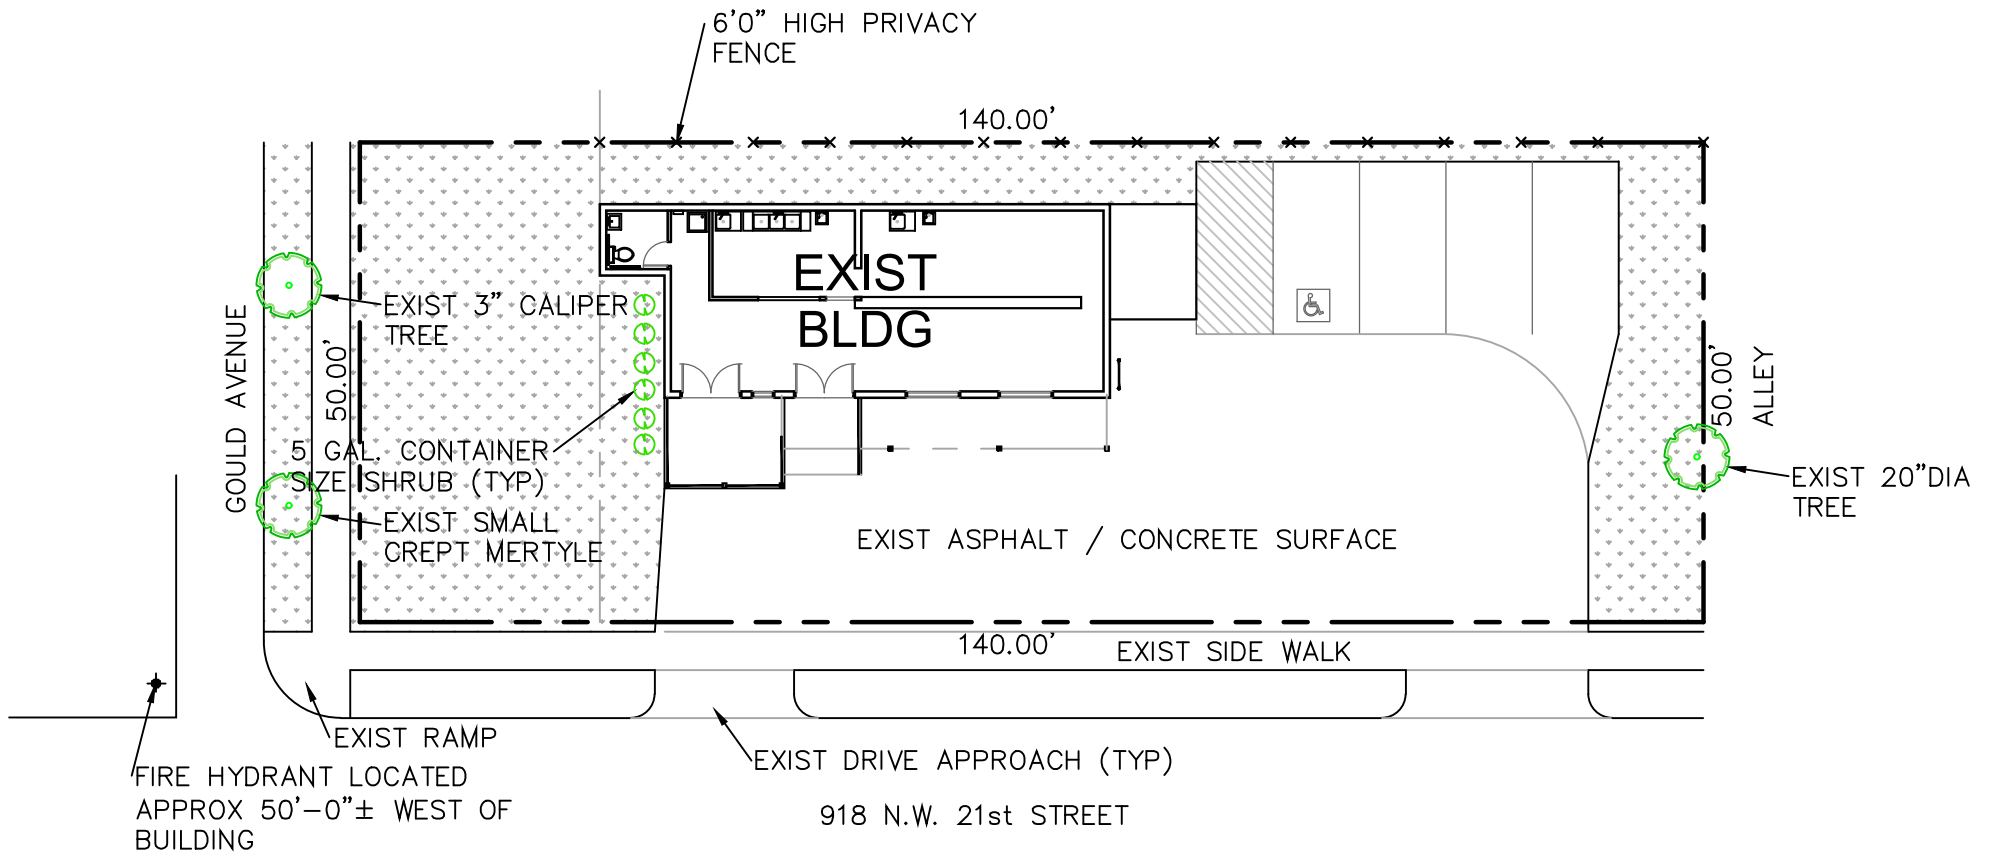 6'0" HIGH PRIVACY
FENCE
140.00'
EXIST
BLDG
EXIST 3" CALIPER
TREE
GOULD AVENUE
50.00'
5 GAL. CONTAINER
SIZE SHRUB (TYP)
EXIST SMALL
CREPT MERTYLE
EXIST ASPHALT / CONCRETE SURFACE
50.00'
ALLEY
EXIST 20"DIA
TREE
140.00'
EXIST SIDE WALK
EXIST RAMP
EXIST DRIVE APPROACH (TYP)
FIRE HYDRANT LOCATED
APPROX 50'-0"± WEST OF
BUILDING
918 N.W. 21st STREET